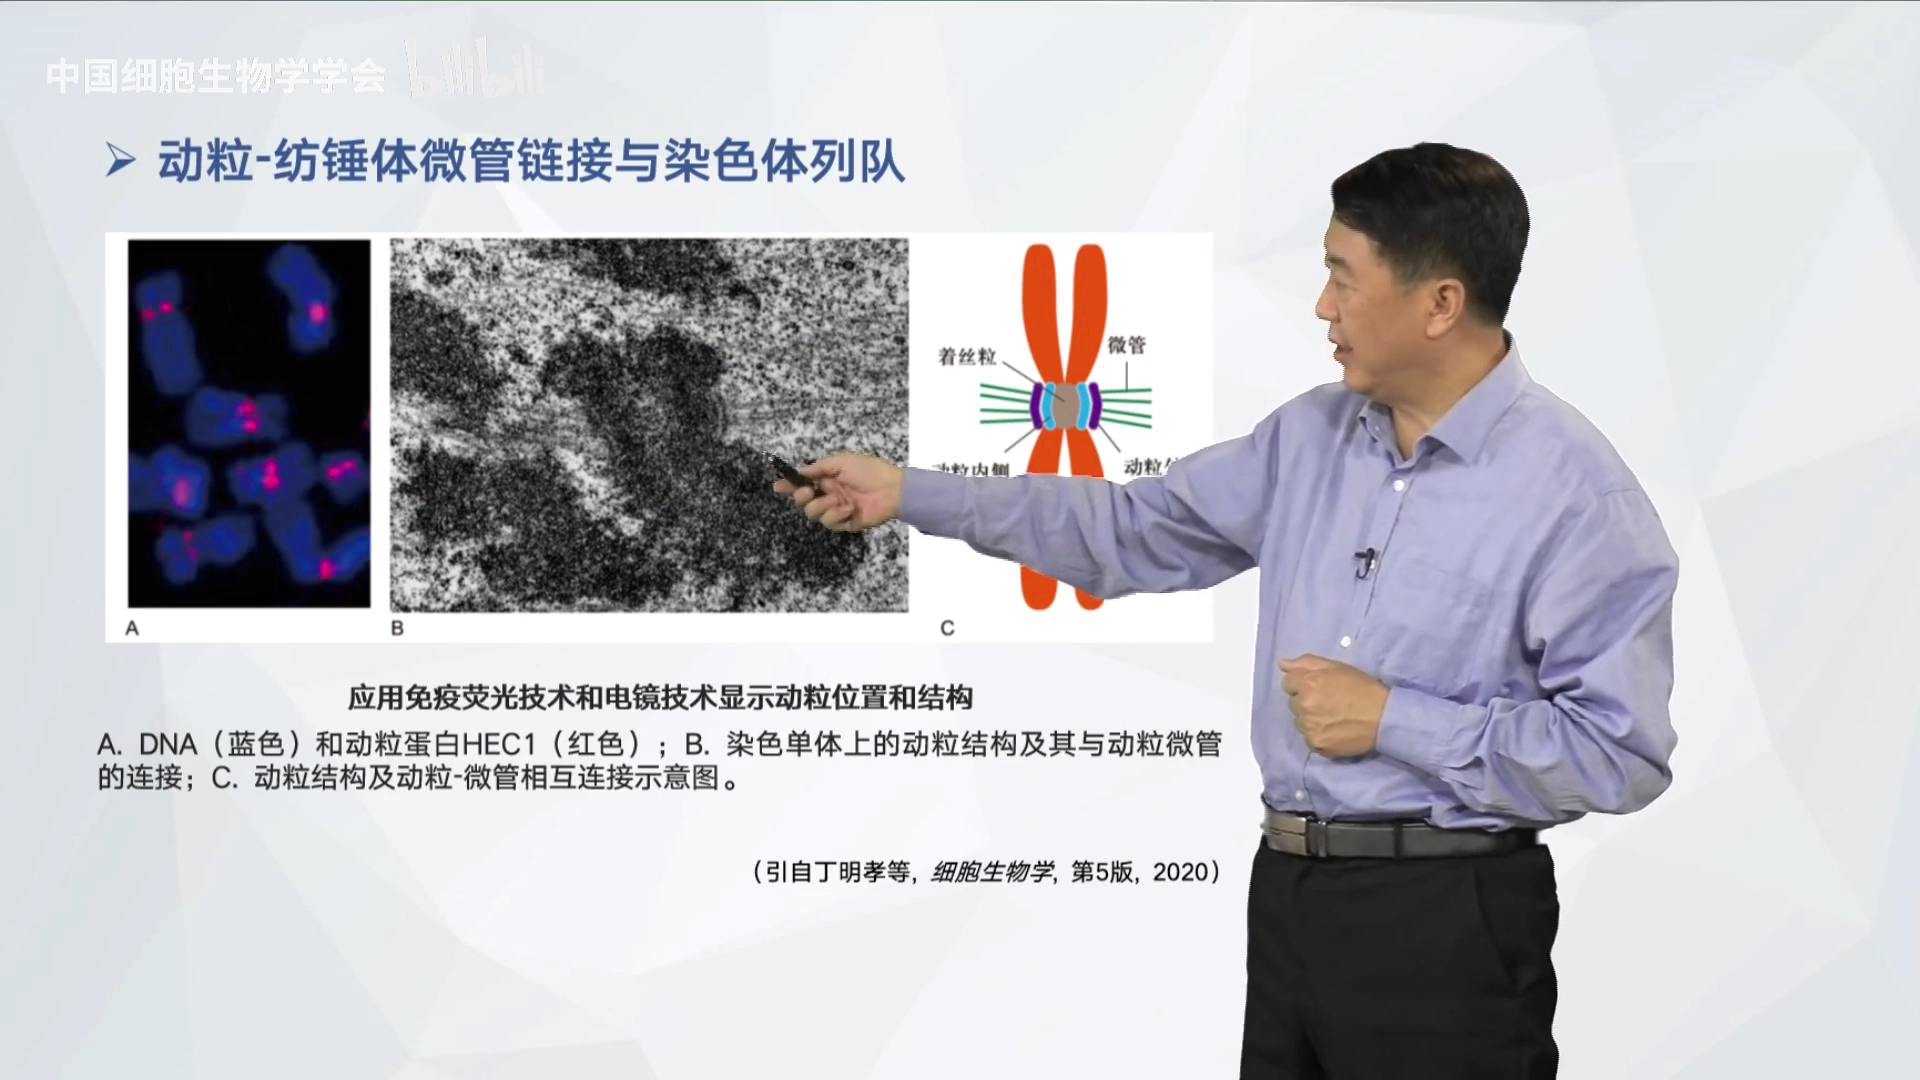 中国细胞生物学学会 bilibili
动粒-纺锤体微管链接与染色体列队
着丝粒
微管
动粒内侧
动粒
A
B
C
应用免疫荧光技术和电镜技术显示动粒位置和结构
A. DNA（蓝色）和动粒蛋白HEC1（红色）；B. 染色单体上的动粒结构及其与动粒微管
的连接；C. 动粒结构及动粒-微管相互连接示意图。
（引自丁明孝等, 细胞生物学, 第5版, 2020）